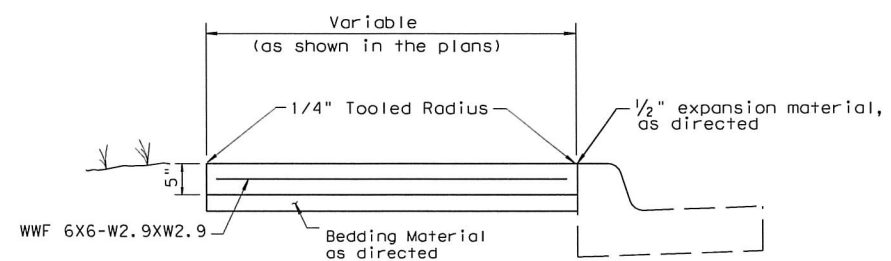 Variable
(as shown in the plans)
1/4" Tooled Radius
1/2" expansion material,
as directed
5"
WWF 6X6-W2.9XW2.9
Bedding Material
as directed